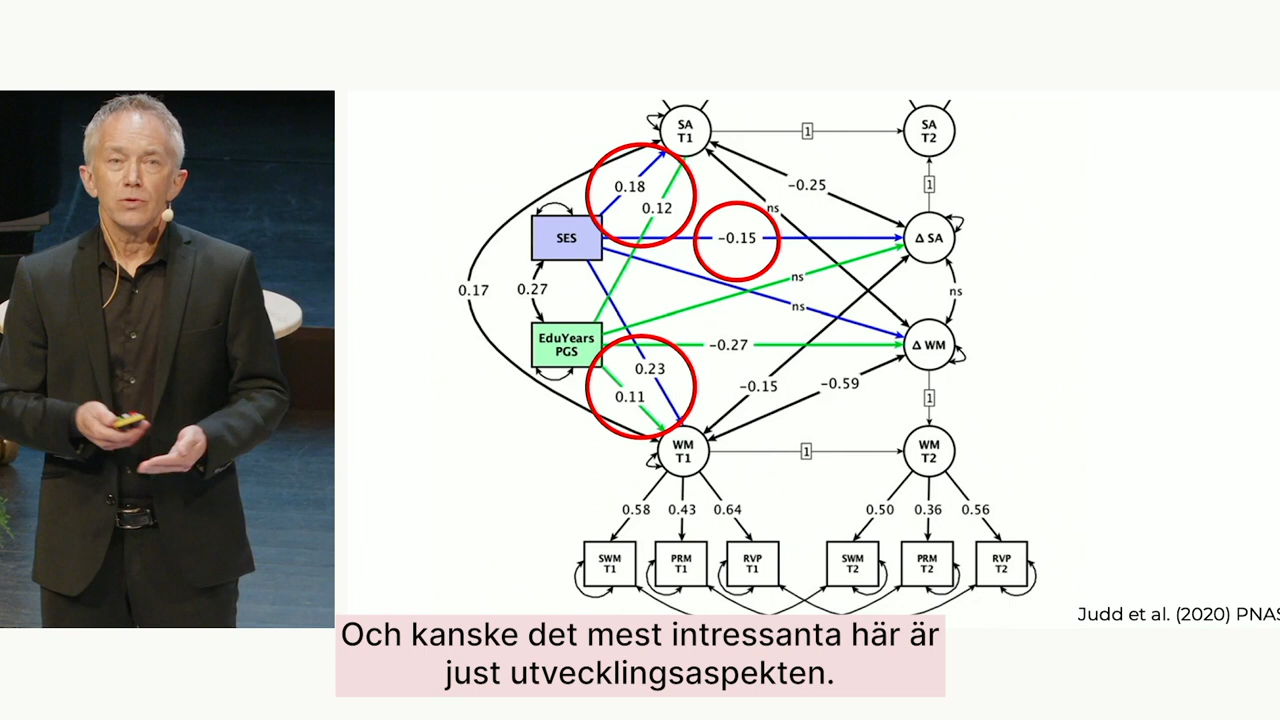 SA
T1
1
SA
T2
0.18
−0.25
1
0.12
ns
SES
−0.15
Δ SA
0.17
0.27
ns
ns
ns
EduYears
PGS
−0.27
Δ WM
0.23
0.11
−0.15
−0.59
1
WM
T1
1
WM
T2
0.58
0.43
0.64
0.50
0.36
0.56
SWM
T1
PRM
T1
RVP
T1
SWM
T2
PRM
T2
RVP
T2
Judd et al. (2020) PNAS
Och kanske det mest intressanta här är
just utvecklingsaspekten.